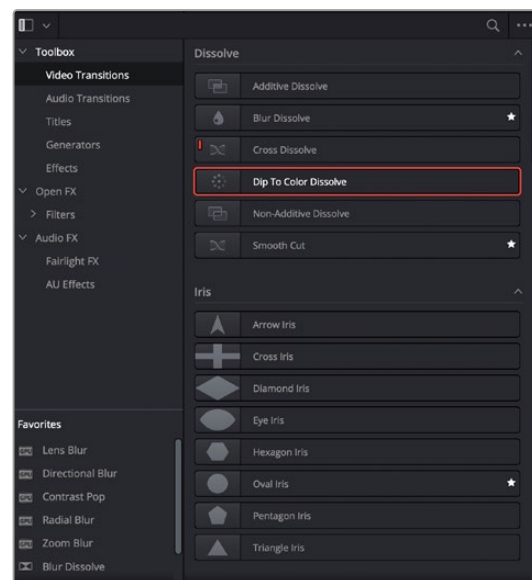 Toolbox
Video Transitions
Audio Transitions
Titles
Generators
Effects
Open FX
Filters
Audio FX
Fairlight FX
AU Effects
Favorites
Lens Blur
Directional Blur
Contrast Pop
Radial Blur
Zoom Blur
Blur Dissolve
Dissolve
Additive Dissolve
Blur Dissolve
Cross Dissolve
Dip To Color Dissolve
Non-Additive Dissolve
Smooth Cut
Iris
Arrow Iris
Cross Iris
Diamond Iris
Eye Iris
Hexagon Iris
Oval Iris
Pentagon Iris
Triangle Iris